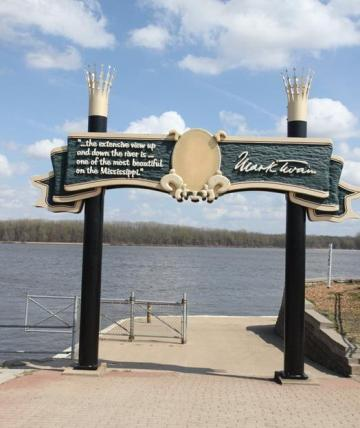 "...the extensive view up
and down the river is ...
one of the most beautiful
on the Mississippi."
Mark Twain